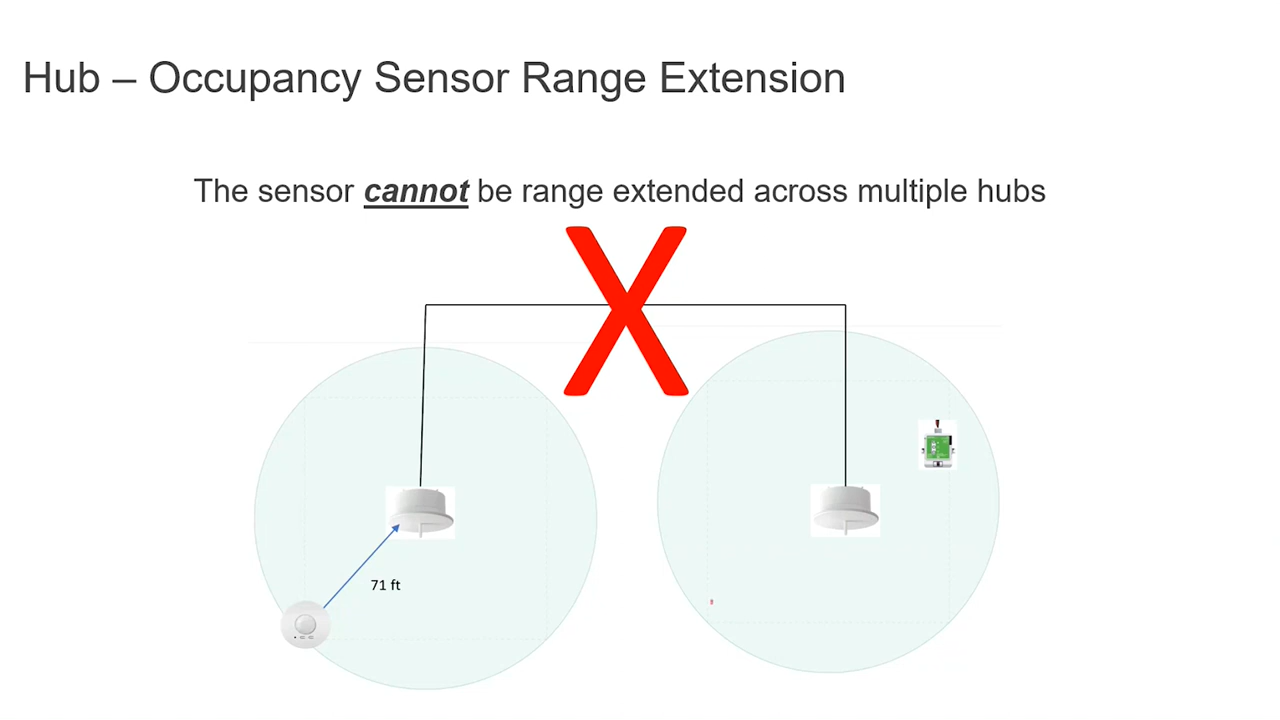 Hub – Occupancy Sensor Range Extension
The sensor cannot be range extended across multiple hubs
X
71 ft